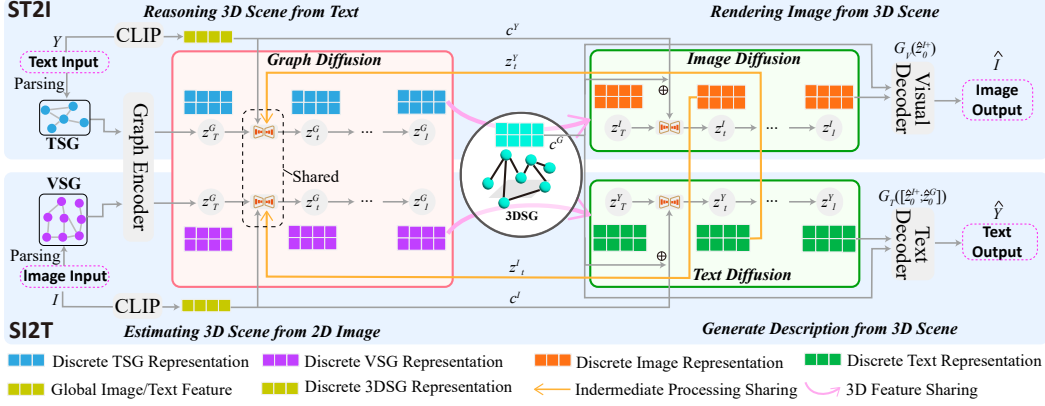 ST2I
Reasoning 3D Scene from Text
Rendering Image from 3D Scene
Y
CLIP
c^Y
Text Input
Parsing
TSG
Graph Encoder
Graph Diffusion
z_t^Y
Image Diffusion
G_V(ẑ_0^{I+})
Visual Decoder
Î
Image Output
z_T^G
z_t^G
...
z_1^G
z_T^I
z_t^I
...
z_1^I
⊕
c^G
Shared
3DSG
VSG
z_T^G
z_t^G
...
z_1^G
z_T^Y
z_t^Y
...
z_1^Y
G_T([ẑ_0^{I+};ẑ_0^G])
Text Decoder
Ŷ
Text Output
Parsing
Image Input
z_t^I
⊕
Text Diffusion
I
CLIP
c^I
SI2T
Estimating 3D Scene from 2D Image
Generate Description from 3D Scene
Discrete TSG Representation
Discrete VSG Representation
Discrete Image Representation
Discrete Text Representation
Global Image/Text Feature
Discrete 3DSG Representation
Indermediate Processing Sharing
3D Feature Sharing